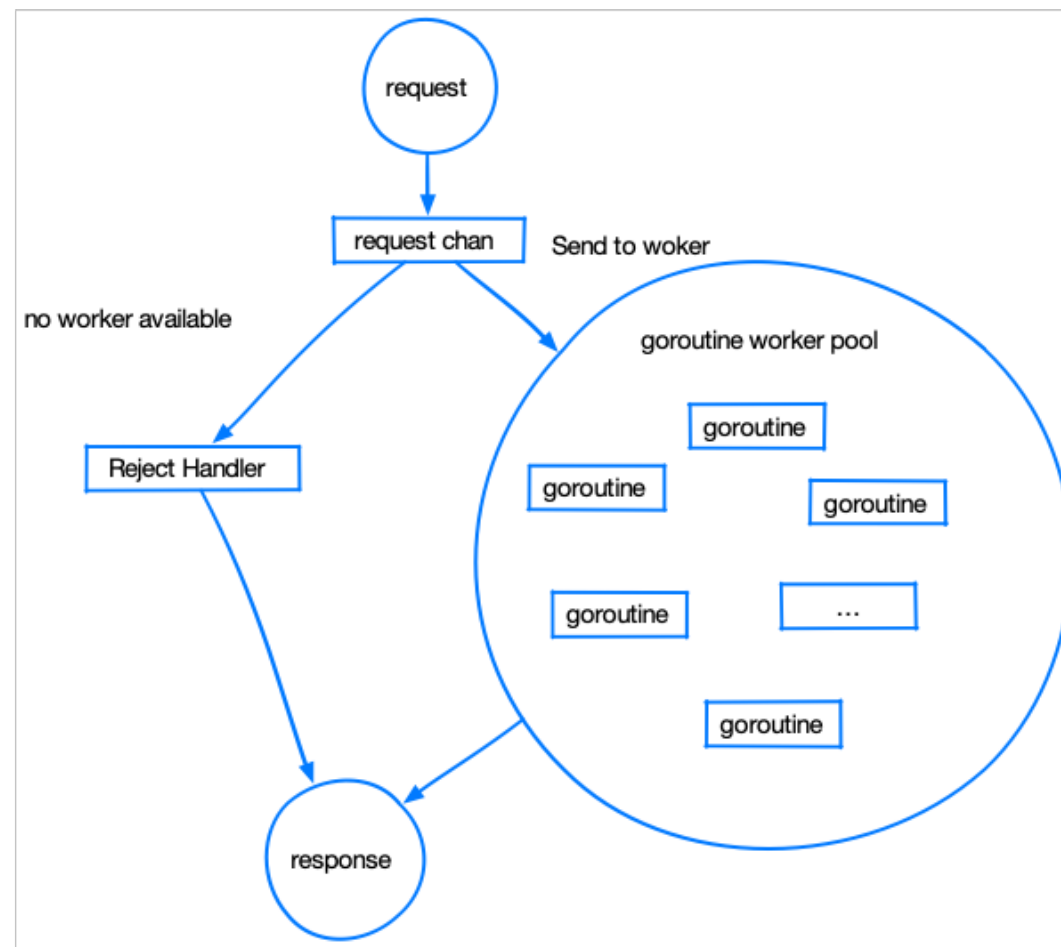 request
request chan
Send to woker
no worker available
goroutine worker pool
goroutine
Reject Handler
goroutine
goroutine
goroutine
...
goroutine
response